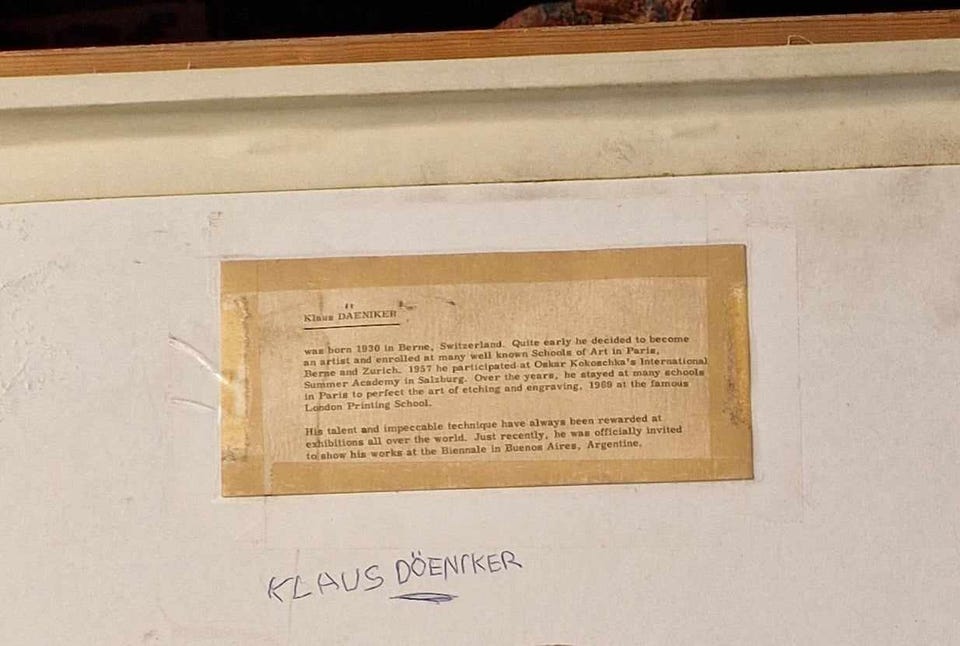 Klaus DÄENIKER
was born 1930 in Berne, Switzerland. Quite early he decided to become
an artist and enrolled at many well known Schools of Art in Paris,
Berne and Zurich. 1957 he participated at Oskar Kokoschka's International
Summer Academy in Salzburg. Over the years, he stayed at many schools
in Paris to perfect the art of etching and engraving, 1969 at the famous
London Printing School.
His talent and impeccable technique have always been rewarded at
exhibitions all over the world. Just recently, he was officially invited
to show his works at the Biennale in Buenos Aires, Argentine.
KLAUS DÖENIKER